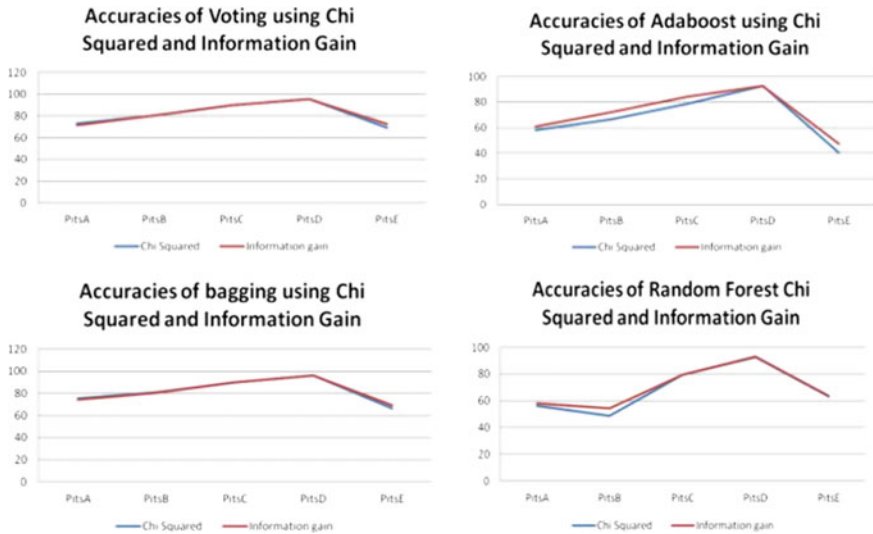 Accuracies of Voting using Chi
Squared and Information Gain
120
100
80
60
40
20
0
PitsA PitsB PitsC PitsD PitsE
Chi Squared Information gain
Accuracies of Adaboost using Chi
Squared and Information Gain
100
80
60
40
20
0
PitsA PitsB PitsC PitsD PitsE
Chi Squared Information gain
Accuracies of bagging using Chi
Squared and Information Gain
120
100
80
60
40
20
0
PitsA PitsB PitsC PitsD PitsE
Chi Squared Information gain
Accuracies of Random Forest Chi
Squared and Information Gain
100
80
60
40
20
0
PitsA PitsB PitsC PitsD PitsE
Chi Squared Information gain